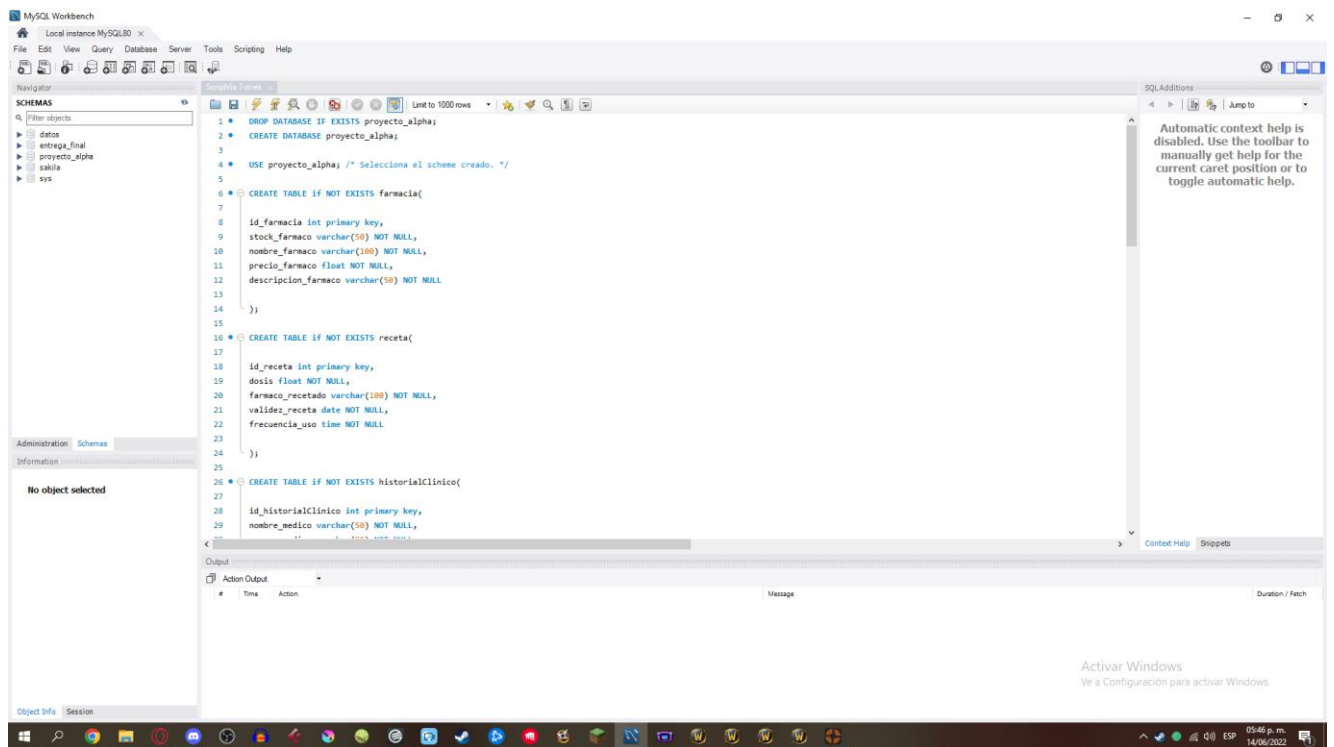 MySQL Workbench
Local instance MySQL80 ×
File Edit View Query Database Server Tools Scripting Help
Navigator
SCHEMAS
Filter objects
datos
entrega_final
proyecto_alpha
sakila
sys
Administration Schemas
Information
No object selected
Object Info Session
Limit to 1000 rows
1 DROP DATABASE IF EXISTS proyecto_alpha;
2 CREATE DATABASE proyecto_alpha;
3
4 USE proyecto_alpha; /* Selecciona el scheme creado. */
5
6 CREATE TABLE if NOT EXISTS farmacia(
7
8 id_farmacia int primary key,
9 stock_farmaco varchar(50) NOT NULL,
10 nombre_farmaco varchar(100) NOT NULL,
11 precio_farmaco float NOT NULL,
12 descripcion_farmaco varchar(50) NOT NULL
13
14 );
15
16 CREATE TABLE if NOT EXISTS receta(
17
18 id_receta int primary key,
19 dosis float NOT NULL,
20 farmaco_recetado varchar(100) NOT NULL,
21 validez_receta date NOT NULL,
22 frecuencia_uso time NOT NULL
23
24 );
25
26 CREATE TABLE if NOT EXISTS historialClinico(
27
28 id_historialClinico int primary key,
29 nombre_medico varchar(50) NOT NULL,
Output
Action Output
# Time Action Message Duration / Fetch
SQLAdditions
Jump to
Automatic context help is
disabled. Use the toolbar to
manually get help for the
current caret position or to
toggle automatic help.
Context Help Snippets
Activar Windows
Ve a Configuración para activar Windows.
ESP
05:46 p. m.
14/06/2022